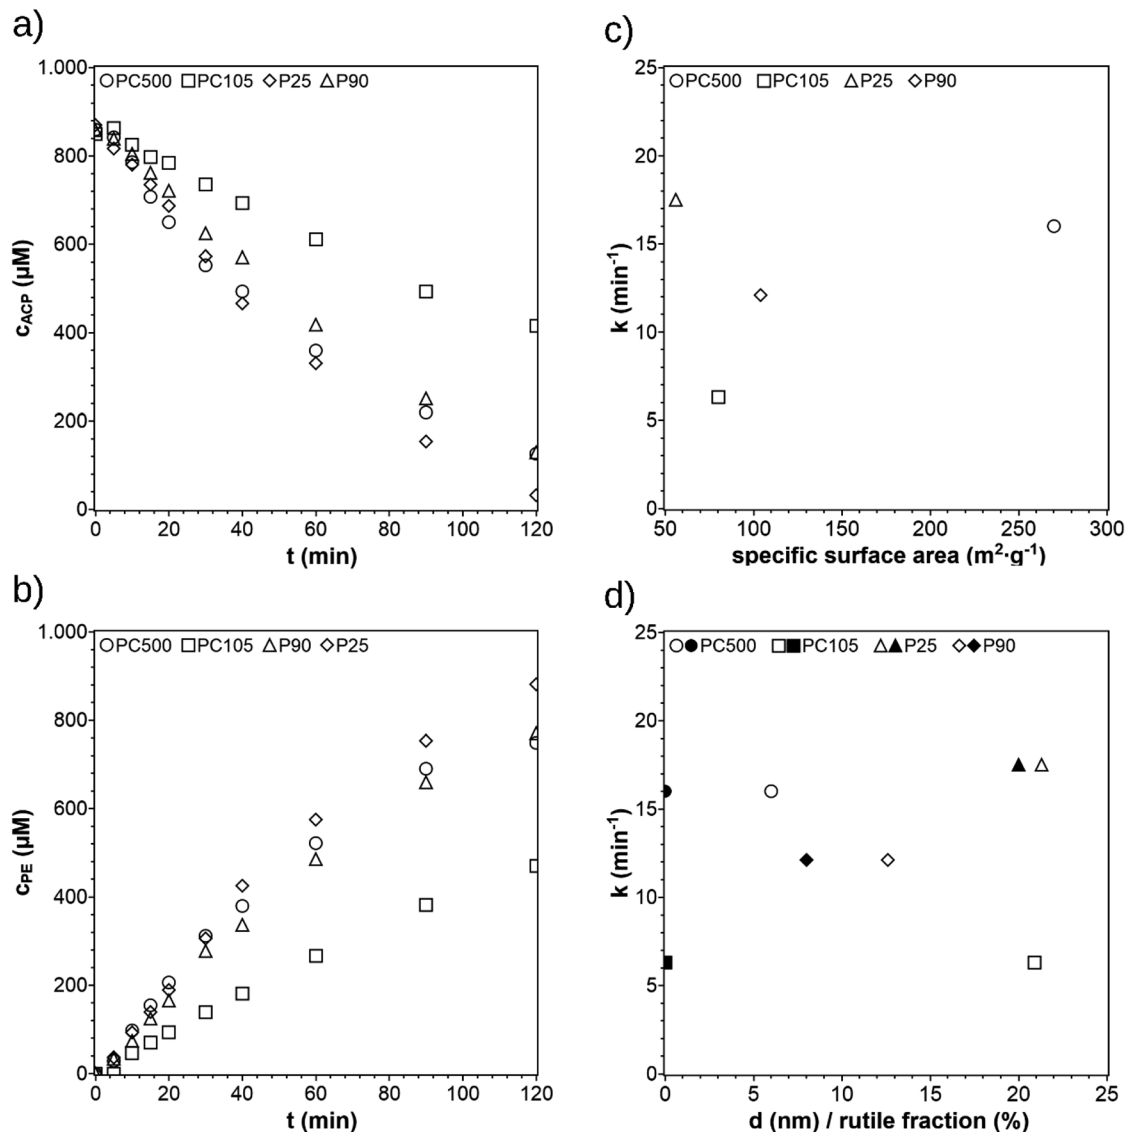 a)
PC500 PC105 P25 P90
1.000
800
600
400
200
0
c_ACP (µM)
0 20 40 60 80 100 120
t (min)
c)
PC500 PC105 P25 P90
25
20
15
10
5
0
k (min⁻¹)
50 100 150 200 250 300
specific surface area (m²·g⁻¹)
b)
PC500 PC105 P90 P25
1.000
800
600
400
200
0
c_PE (µM)
0 20 40 60 80 100 120
t (min)
d)
PC500 PC105 P25 P90
25
20
15
10
5
0
k (min⁻¹)
0 5 10 15 20 25
d (nm) / rutile fraction (%)